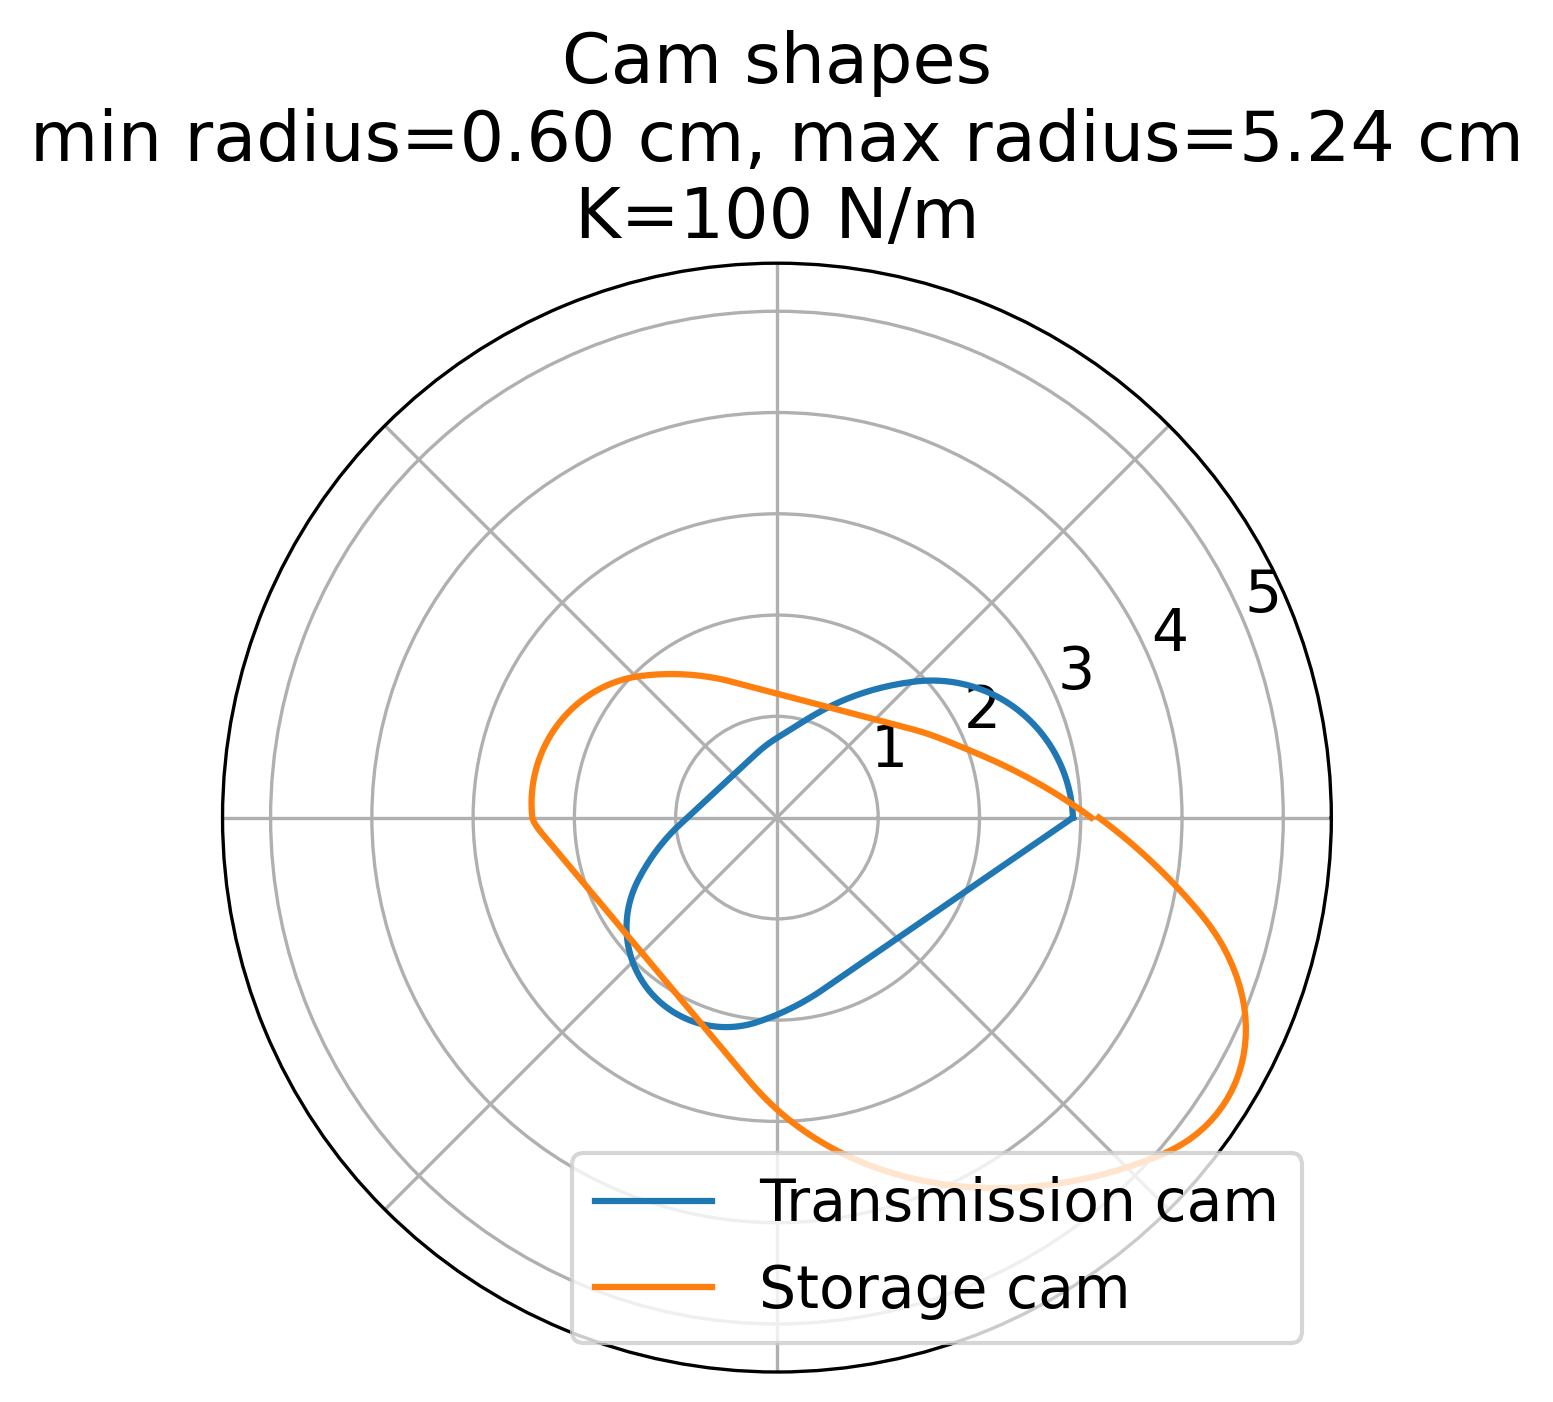 Cam shapes
min radius=0.60 cm, max radius=5.24 cm
K=100 N/m
5
4
3
2
1
Transmission cam
Storage cam